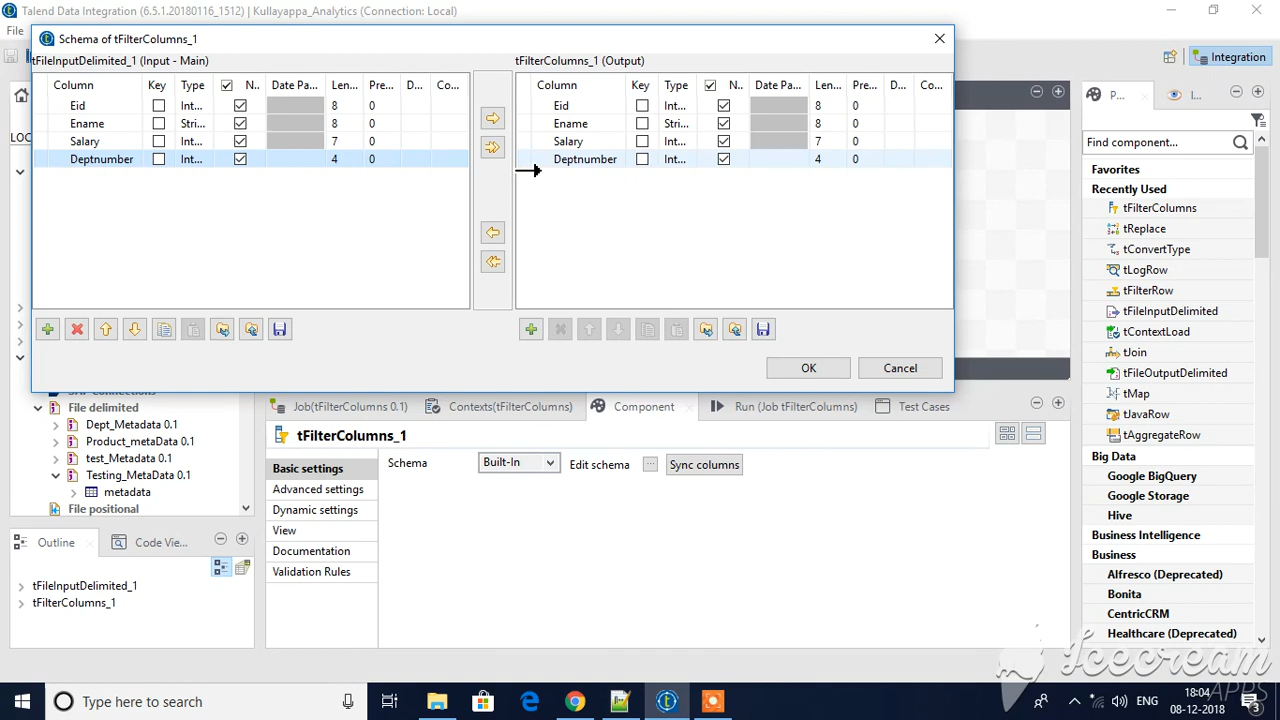 Talend Data Integration (6.5.1.20180116_1512) | Kullayappa_Analytics (Connection: Local)
File
Integration
Schema of tFilterColumns_1
tFileInputDelimited_1 (Input - Main)
tFilterColumns_1 (Output)
Column Key Type N.. Date Pa... Len... Pre... D... Co...
Eid Int... 8 0
Ename Stri... 8 0
Salary Int... 7 0
Deptnumber Int... 4 0
Column Key Type N.. Date Pa... Len... Pre... D... Co...
Eid Int... 8 0
Ename Stri... 8 0
Salary Int... 7 0
Deptnumber Int... 4 0
OK
Cancel
LOC
P...
I...
Find component...
Favorites
Recently Used
tFilterColumns
tReplace
tConvertType
tLogRow
tFilterRow
tFileInputDelimited
tContextLoad
tJoin
tFileOutputDelimited
tMap
tJavaRow
tAggregateRow
Big Data
Google BigQuery
Google Storage
Hive
Business Intelligence
Business
Alfresco (Deprecated)
Bonita
CentricCRM
Healthcare (Deprecated)
File delimited
Dept_Metadata 0.1
Product_metaData 0.1
test_Metadata 0.1
Testing_MetaData 0.1
metadata
File positional
Outline
Code Vie...
tFileInputDelimited_1
tFilterColumns_1
Job(tFilterColumns 0.1)
Contexts(tFilterColumns)
Component
Run (Job tFilterColumns)
Test Cases
tFilterColumns_1
Basic settings
Advanced settings
Dynamic settings
View
Documentation
Validation Rules
Schema
Built-In
Edit schema
...
Sync columns
Icecream
APPS
Type here to search
ENG
18:04
08-12-2018
3